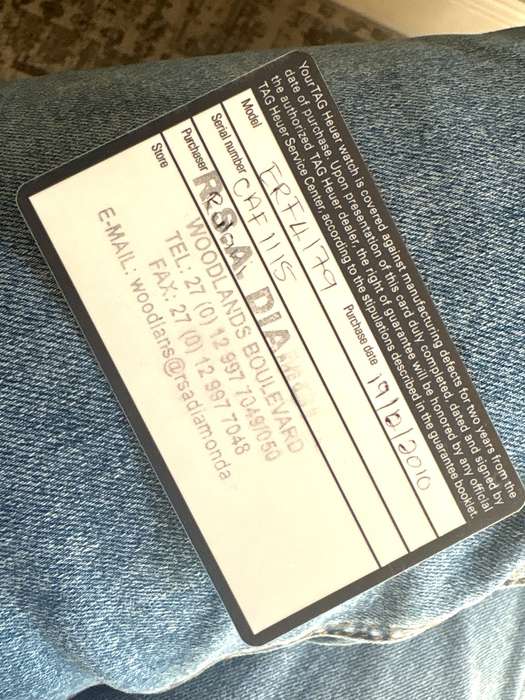 Your TAG Heuer watch is covered against manufacturing defects for two years from the
date of purchase. Upon presentation of this card duly completed, dated and signed by
the authorized TAG Heuer dealer, the right of guarantee will be honored by any official
TAG Heuer Service Center, according to the stipulations described in the guarantee booklet.
Model ERF4179 Purchase date 19/2/2010
Serial number CAF1115
Purchaser
Store
R.S.A. DIA
WOODLANDS BOULEVARD
TEL: 27 (0) 12 997 7049/050
FAX: 27 (0) 12 997 7048
E-MAIL: woodlans@rsadiamonda